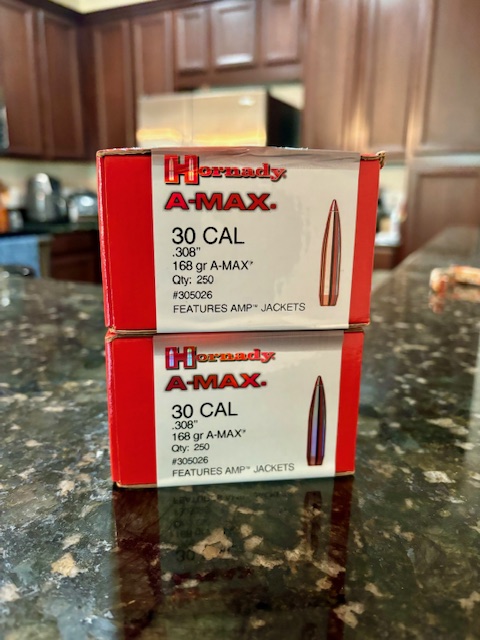 Hornady
A-MAX.
30 CAL
.308"
168 gr A-MAX®
Qty: 250
#305026
FEATURES AMP™ JACKETS
Hornady
A-MAX.
30 CAL
.308"
168 gr A-MAX®
Qty: 250
#305026
FEATURES AMP™ JACKETS